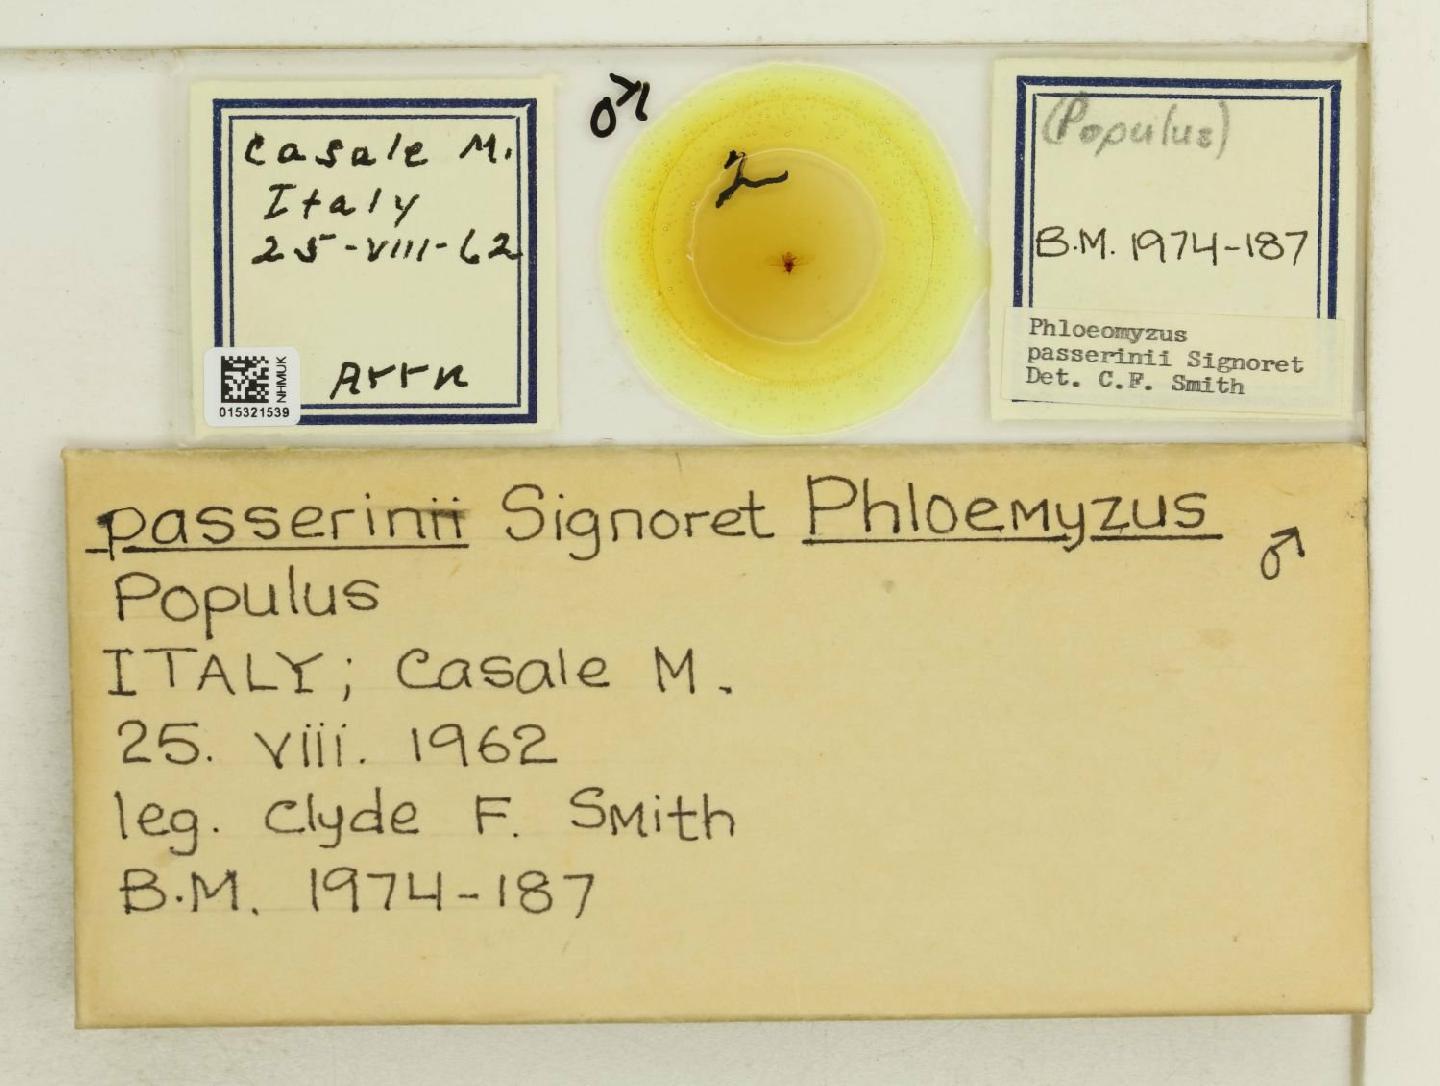 Casale M.
Italy
25-VIII-62
NHMUK
015321539
♂
2
(Populus)
B.M. 1974-187
Phloeomyzus
passerinii Signoret
Det. C.F. Smith
passerinii Signoret Phloemyzus
♂
Populus
ITALY; Casale M.
25. viii. 1962
leg. Clyde F. Smith
B.M. 1974-187